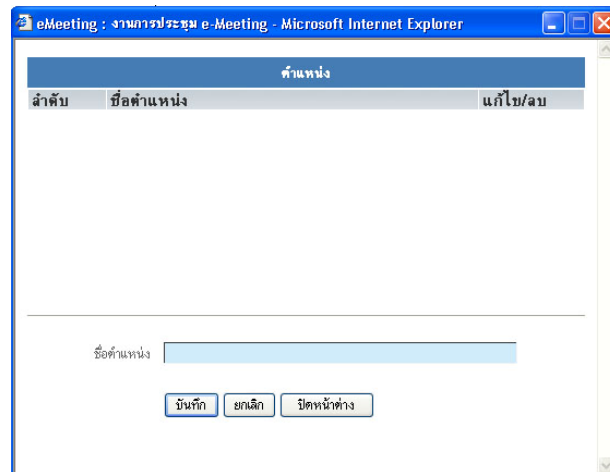 eMeeting : งานการประชุม e-Meeting - Microsoft Internet Explorer
ตำแหน่ง
ลำดับ ชื่อตำแหน่ง แก้ไข/ลบ
ชื่อตำแหน่ง
บันทึก ยกเลิก ปิดหน้าต่าง